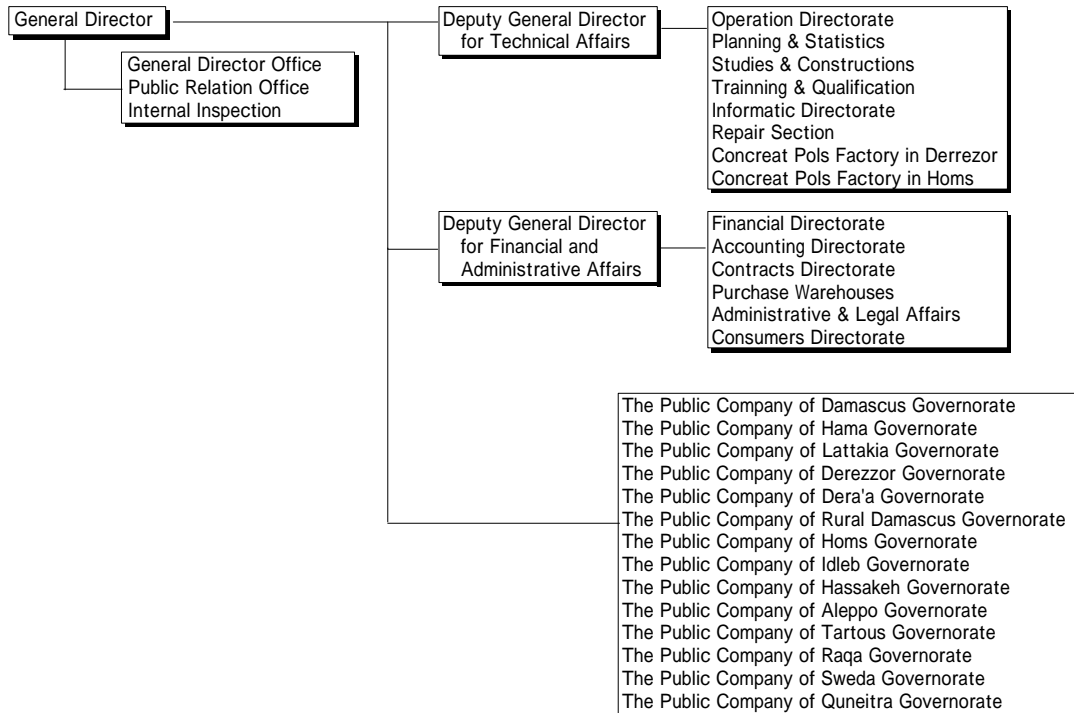 General Director
General Director Office
Public Relation Office
Internal Inspection
Deputy General Director
for Technical Affairs
Operation Directorate
Planning & Statistics
Studies & Constructions
Trainning & Qualification
Informatic Directorate
Repair Section
Concreat Pols Factory in Derrezor
Concreat Pols Factory in Homs
Deputy General Director
for Financial and
Administrative Affairs
Financial Directorate
Accounting Directorate
Contracts Directorate
Purchase Warehouses
Administrative & Legal Affairs
Consumers Directorate
The Public Company of Damascus Governorate
The Public Company of Hama Governorate
The Public Company of Lattakia Governorate
The Public Company of Derezzor Governorate
The Public Company of Dera'a Governorate
The Public Company of Rural Damascus Governorate
The Public Company of Homs Governorate
The Public Company of Idleb Governorate
The Public Company of Hassakeh Governorate
The Public Company of Aleppo Governorate
The Public Company of Tartous Governorate
The Public Company of Raqa Governorate
The Public Company of Sweda Governorate
The Public Company of Quneitra Governorate